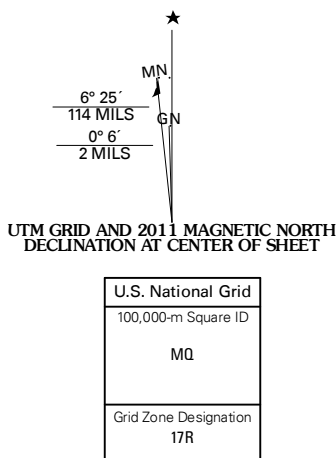 ★
MN.
6° 25´
114 MILS
GN
0° 6´
2 MILS
UTM GRID AND 2011 MAGNETIC NORTH
DECLINATION AT CENTER OF SHEET
U.S. National Grid
100,000-m Square ID
MQ
Grid Zone Designation
17R